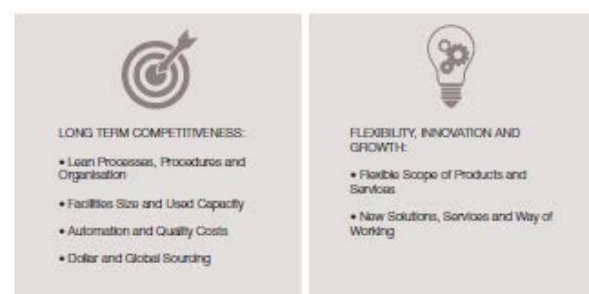 LONG TERM COMPETITIVENESS:
• Lean Processes, Procedures and
Organisation
• Facilities Size and Used Capacity
• Automation and Quality Costs
• Dollar and Global Sourcing
FLEXIBILITY, INNOVATION AND
GROWTH:
• Flexible Scope of Products and
Services
• New Solutions, Services and Way of
Working